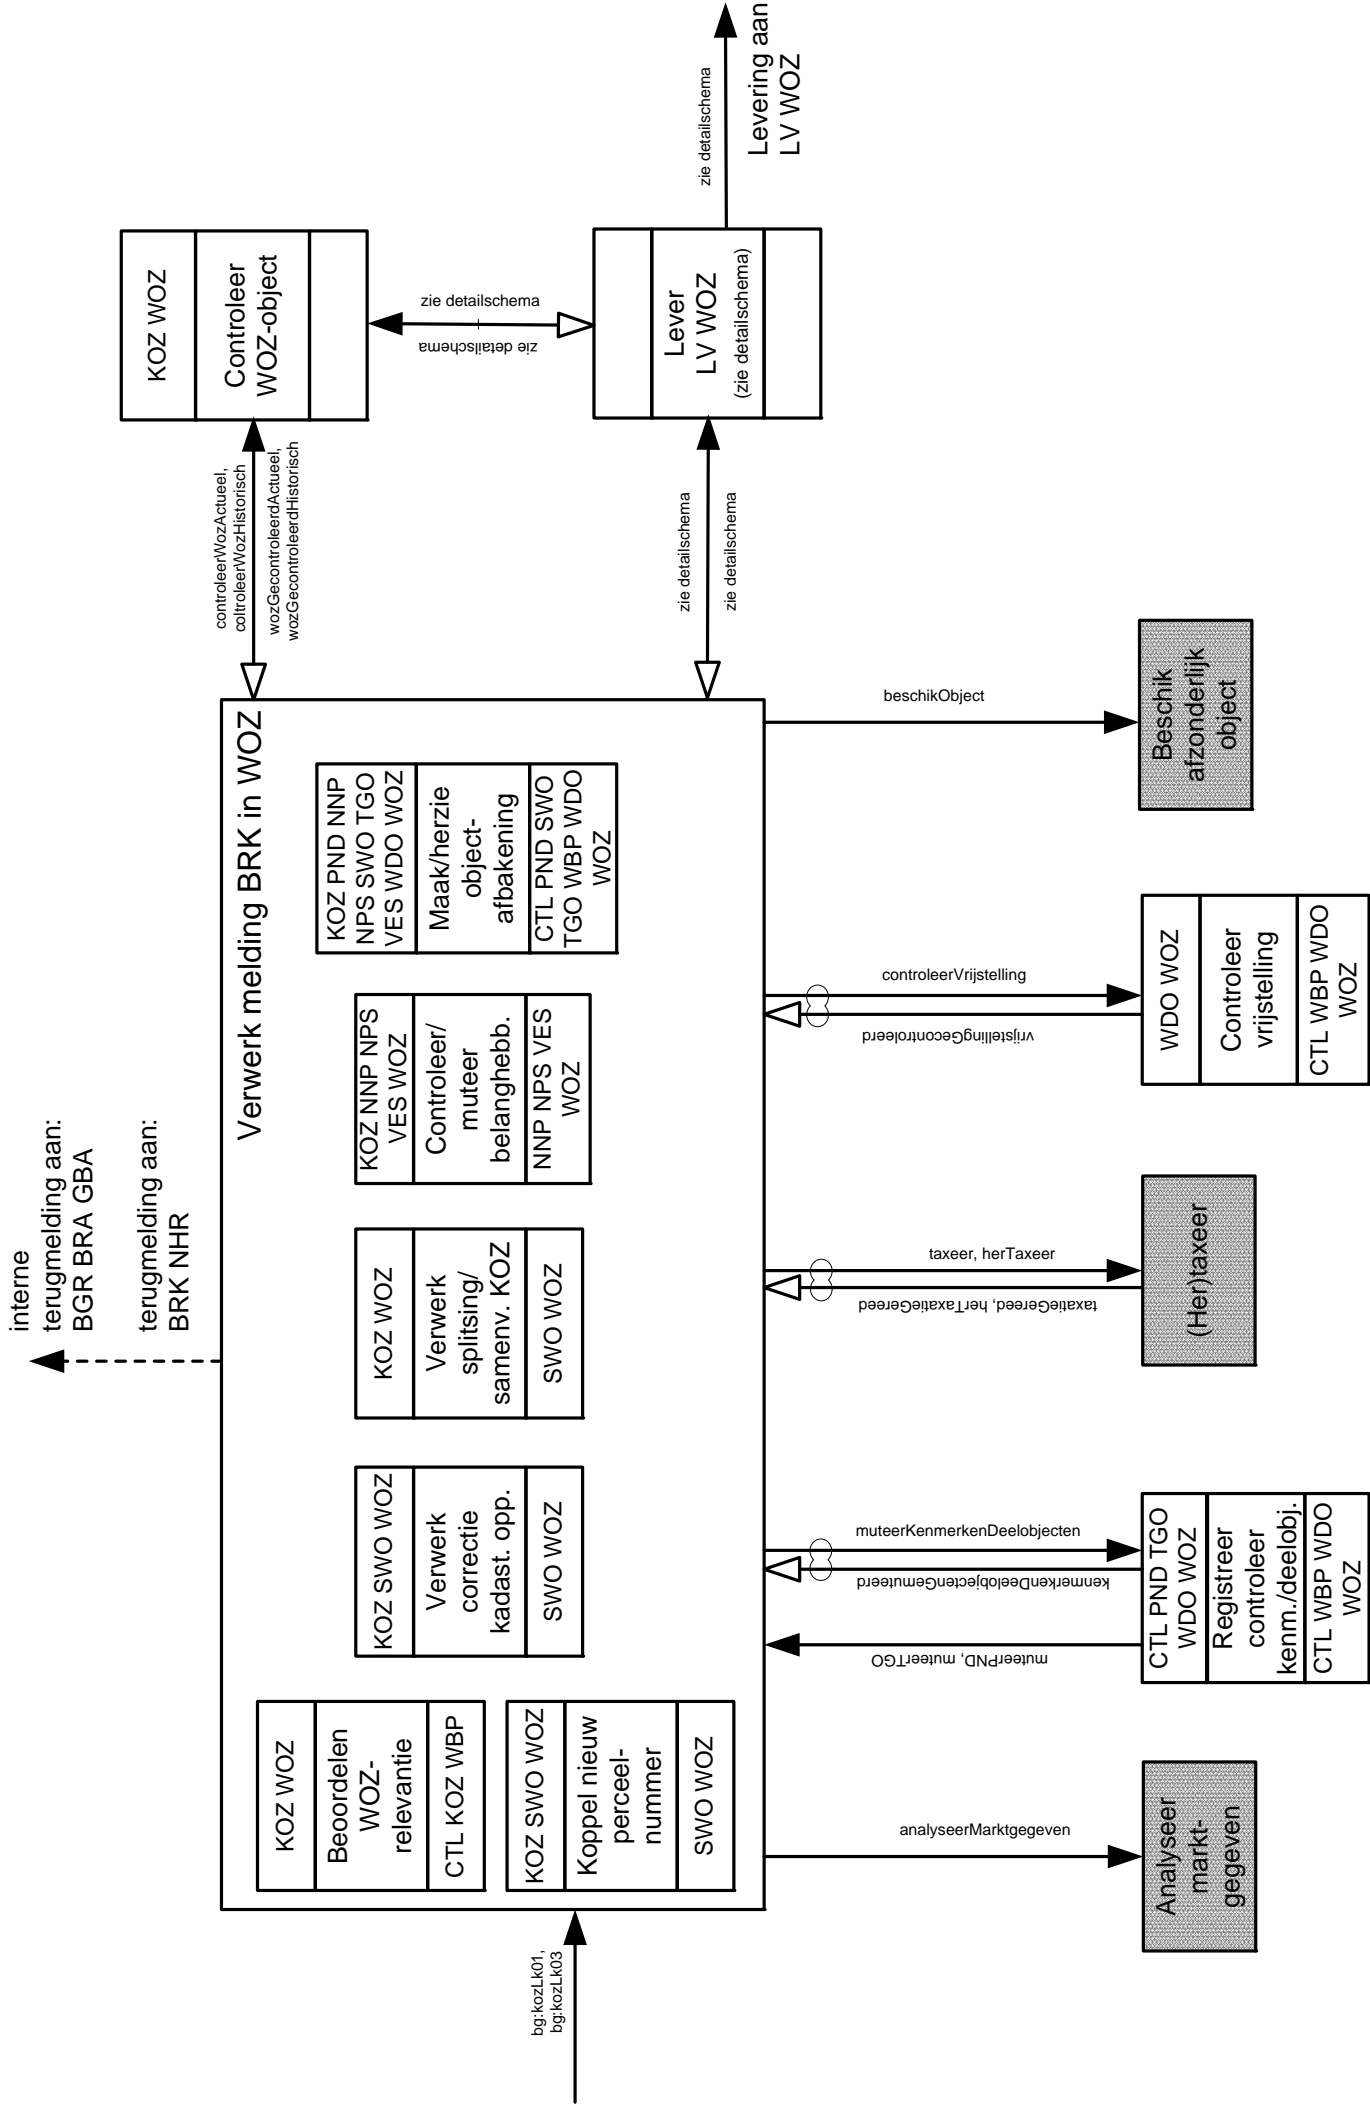 interne
terugmelding aan:
BGR BRA GBA
terugmelding aan:
BRK NHR
bg:kozLk01,
bg:kozLk03
Verwerk melding BRK in WOZ
KOZ WOZ
Beoordelen
WOZ-
relevantie
CTL KOZ WBP
KOZ SWO WOZ
Koppel nieuw
perceel-
nummer
SWO WOZ
KOZ SWO WOZ
Verwerk
correctie
kadast. opp.
SWO WOZ
KOZ WOZ
Verwerk
splitsing/
samenv. KOZ
SWO WOZ
KOZ NNP NPS
VES WOZ
Controleer/
muteer
belanghebb.
NNP NPS VES
WOZ
KOZ PND NNP
NPS SWO TGO
VES WDO WOZ
Maak/herzie
object-
afbakening
CTL PND SWO
TGO WBP WDO
WOZ
controleerWozActueel,
coltroleerWozHistorisch
wozGecontroleerdActueel,
wozGecontroleerdHistorisch
KOZ WOZ
Controleer
WOZ-object
zie detailschema
zie detailschema
zie detailschema
zie detailschema
Lever
LV WOZ
(zie detailschema)
zie detailschema
Levering aan
LV WOZ
analyseerMarktgegeven
Analyseer
markt-
gegeven
muteerPND, muteerTGO
muteerKenmerkenDeelobjecten
kenmerkenDeelobjectenGemuteerd
CTL PND TGO
WDO WOZ
Registreer
controleer
kenm./deelobj.
CTL WBP WDO
WOZ
taxeer, herTaxeer
taxatieGereed, herTaxatieGereed
(Her)taxeer
controleerVrijstelling
vrijstellingGecontroleerd
WDO WOZ
Controleer
vrijstelling
CTL WBP WDO
WOZ
beschikObject
Beschik
afzonderlijk
object